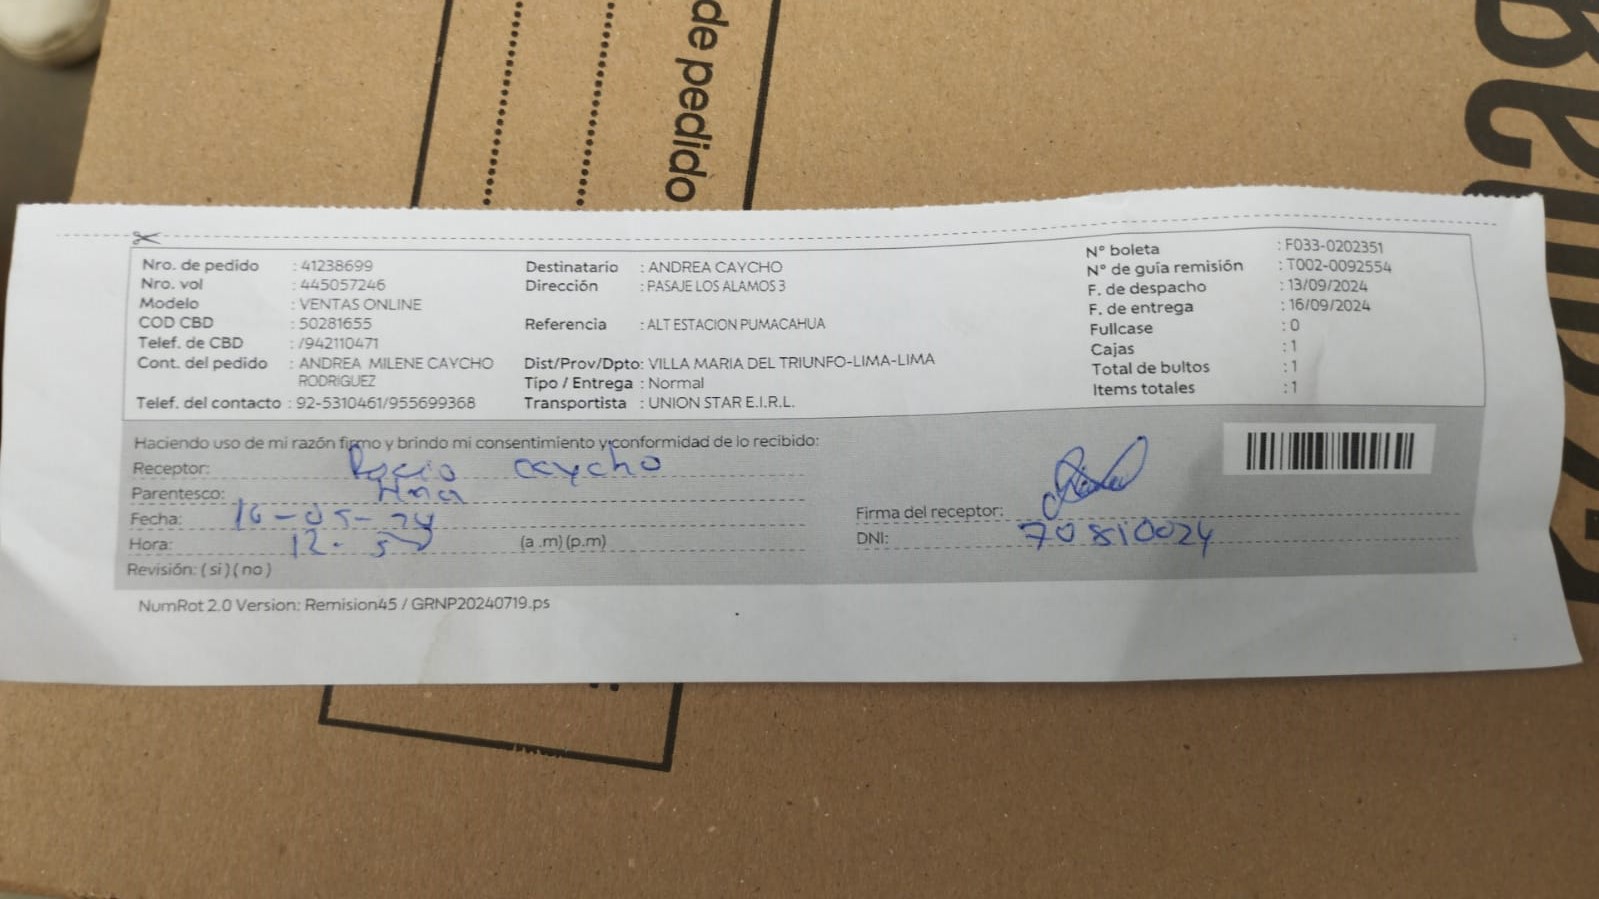 de pedido
Nro. de pedido : 41238699
Nro. vol : 445057246
Modelo : VENTAS ONLINE
COD CBD : 50281655
Telef. de CBD : /942110471
Cont. del pedido : ANDREA MILENE CAYCHO
RODRIGUEZ
Telef. del contacto : 92-5310461/955699368
Destinatario : ANDREA CAYCHO
Dirección : PASAJE LOS ALAMOS 3
Referencia : ALT ESTACION PUMACAHUA
Dist/Prov/Dpto: VILLA MARIA DEL TRIUNFO-LIMA-LIMA
Tipo / Entrega : Normal
Transportista : UNION STAR E.I.R.L.
N° boleta : F033-0202351
N° de guía remisión : T002-0092554
F. de despacho : 13/09/2024
F. de entrega : 16/09/2024
Fullcase : 0
Cajas : 1
Total de bultos : 1
Items totales : 1
Haciendo uso de mi razón firmo y brindo mi consentimiento y conformidad de lo recibido:
Receptor: Rocio caycho
Parentesco: Hna
Fecha: 16-09-24
Hora: 12- (a .m) (p.m)
Revisión: ( si ) ( no )
Firma del receptor:
DNI: 70810024
NumRot 2.0 Version: Remision45 / GRNP20240719.ps